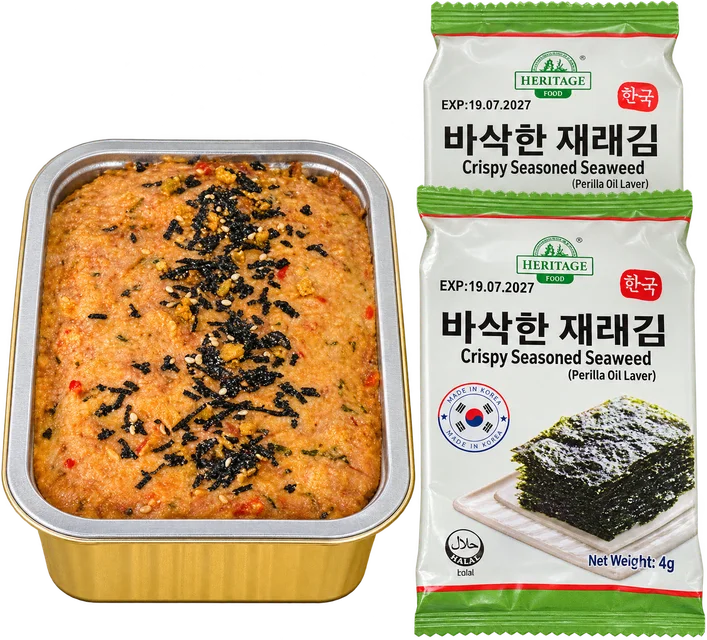 HERITAGE
FOOD
®
EXP:19.07.2027
한국
바삭한 재래김
Crispy Seasoned Seaweed
(Perilla Oil Laver)
HERITAGE
FOOD
®
EXP:19.07.2027
한국
바삭한 재래김
Crispy Seasoned Seaweed
(Perilla Oil Laver)
MADE IN KOREA
MADE IN KOREA
حلال
HALAL
Net Weight: 4g